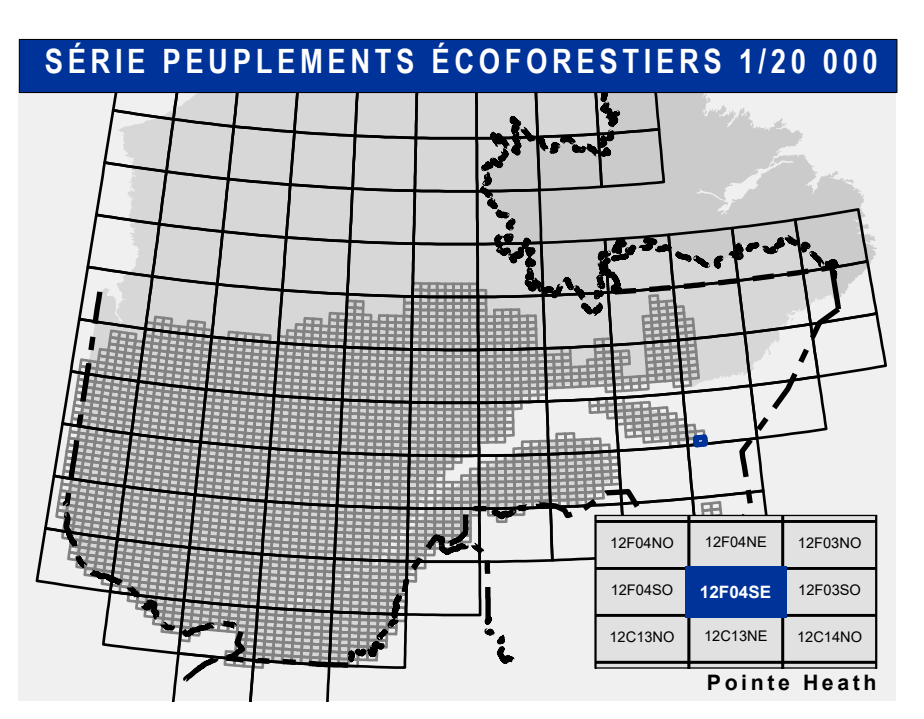 SÉRIE PEUPLEMENTS ÉCOFORESTIERS 1/20 000
12F04NO 12F04NE 12F03NO
12F04SO 12F04SE 12F03SO
12C13NO 12C13NE 12C14NO
Pointe Heath